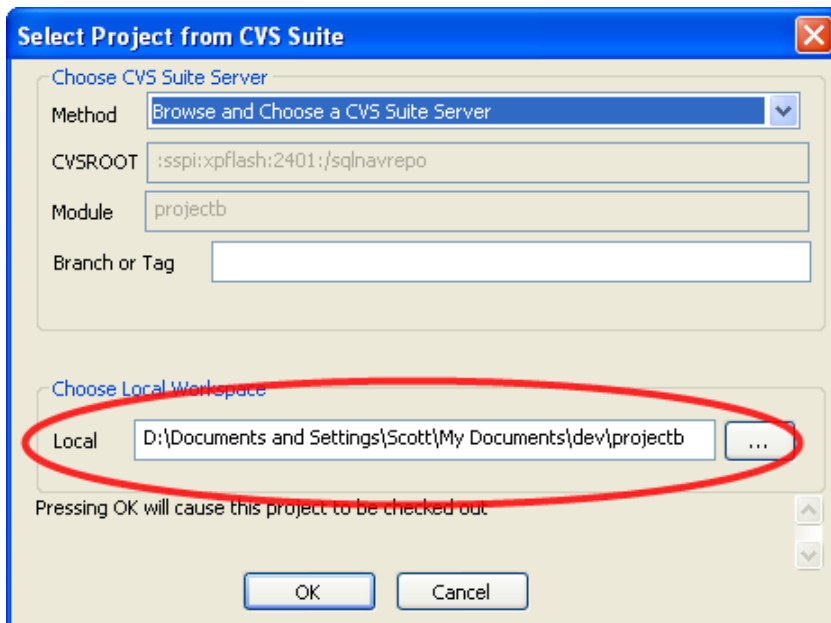 Select Project from CVS Suite
Choose CVS Suite Server
Method Browse and Choose a CVS Suite Server
CVSROOT :sspi:xpflash:2401:/sqlnavrepo
Module projectb
Branch or Tag
Choose Local Workspace
Local D:\Documents and Settings\Scott\My Documents\dev\projectb ...
Pressing OK will cause this project to be checked out
OK Cancel